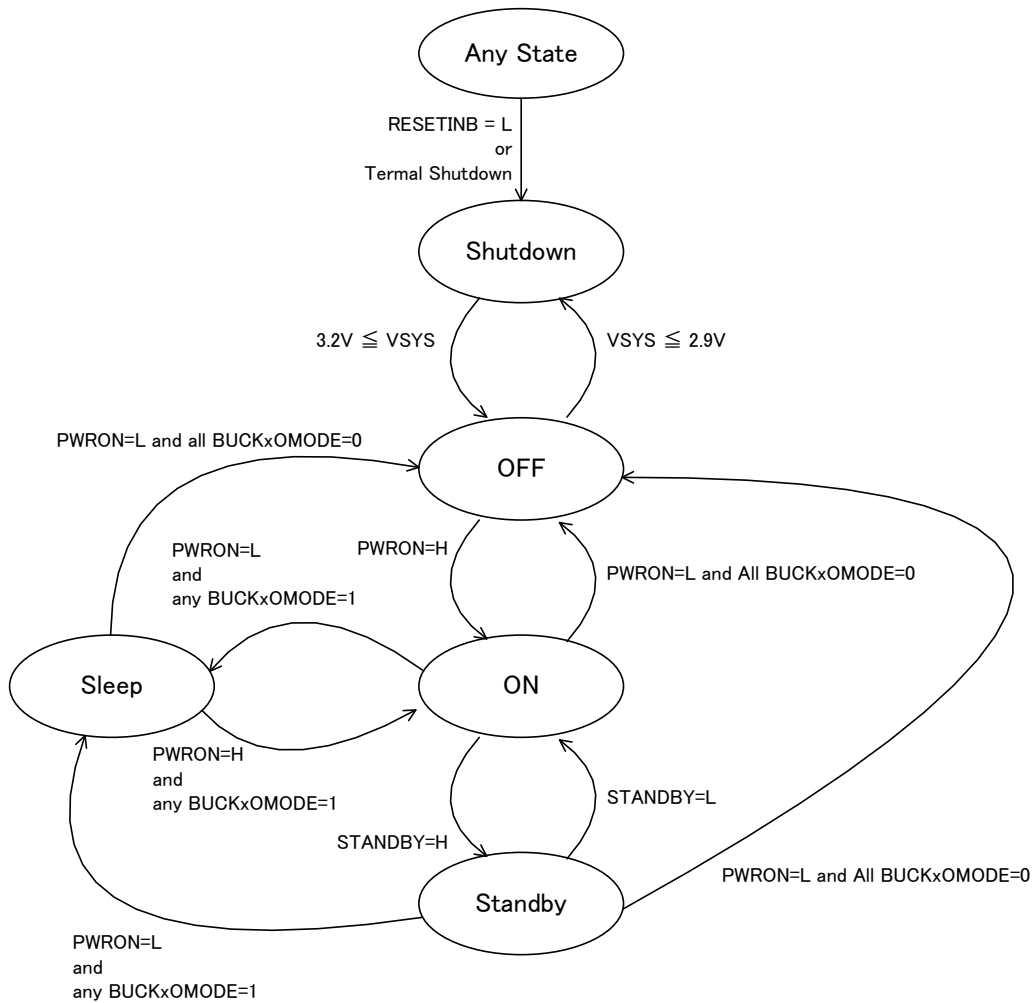 Any State
RESETINB = L
or
Termal Shutdown
Shutdown
3.2V ≦ VSYS
VSYS ≦ 2.9V
PWRON=L and all BUCKxOMODE=0
OFF
PWRON=L
and
any BUCKxOMODE=1
PWRON=H
PWRON=L and All BUCKxOMODE=0
Sleep
ON
PWRON=H
and
any BUCKxOMODE=1
STANDBY=H
STANDBY=L
Standby
PWRON=L and All BUCKxOMODE=0
PWRON=L
and
any BUCKxOMODE=1